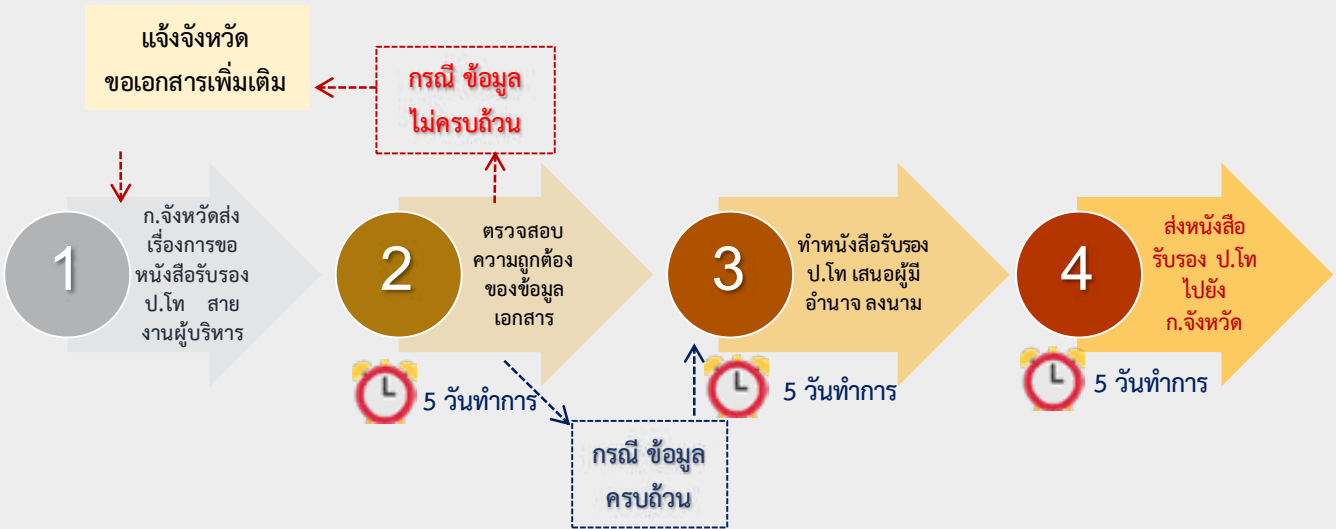 แจ้งจังหวัด
ขอเอกสารเพิ่มเติม
กรณี ข้อมูล
ไม่ครบถ้วน
1
ก.จังหวัดส่ง
เรื่องการขอ
หนังสือรับรอง
ป.โท สาย
งานผู้บริหาร
2
ตรวจสอบ
ความถูกต้อง
ของข้อมูล
เอกสาร
5 วันทำการ
กรณี ข้อมูล
ครบถ้วน
3
ทำหนังสือรับรอง
ป.โท เสนอผู้มี
อำนาจ ลงนาม
5 วันทำการ
4
ส่งหนังสือ
รับรอง ป.โท
ไปยัง
ก.จังหวัด
5 วันทำการ